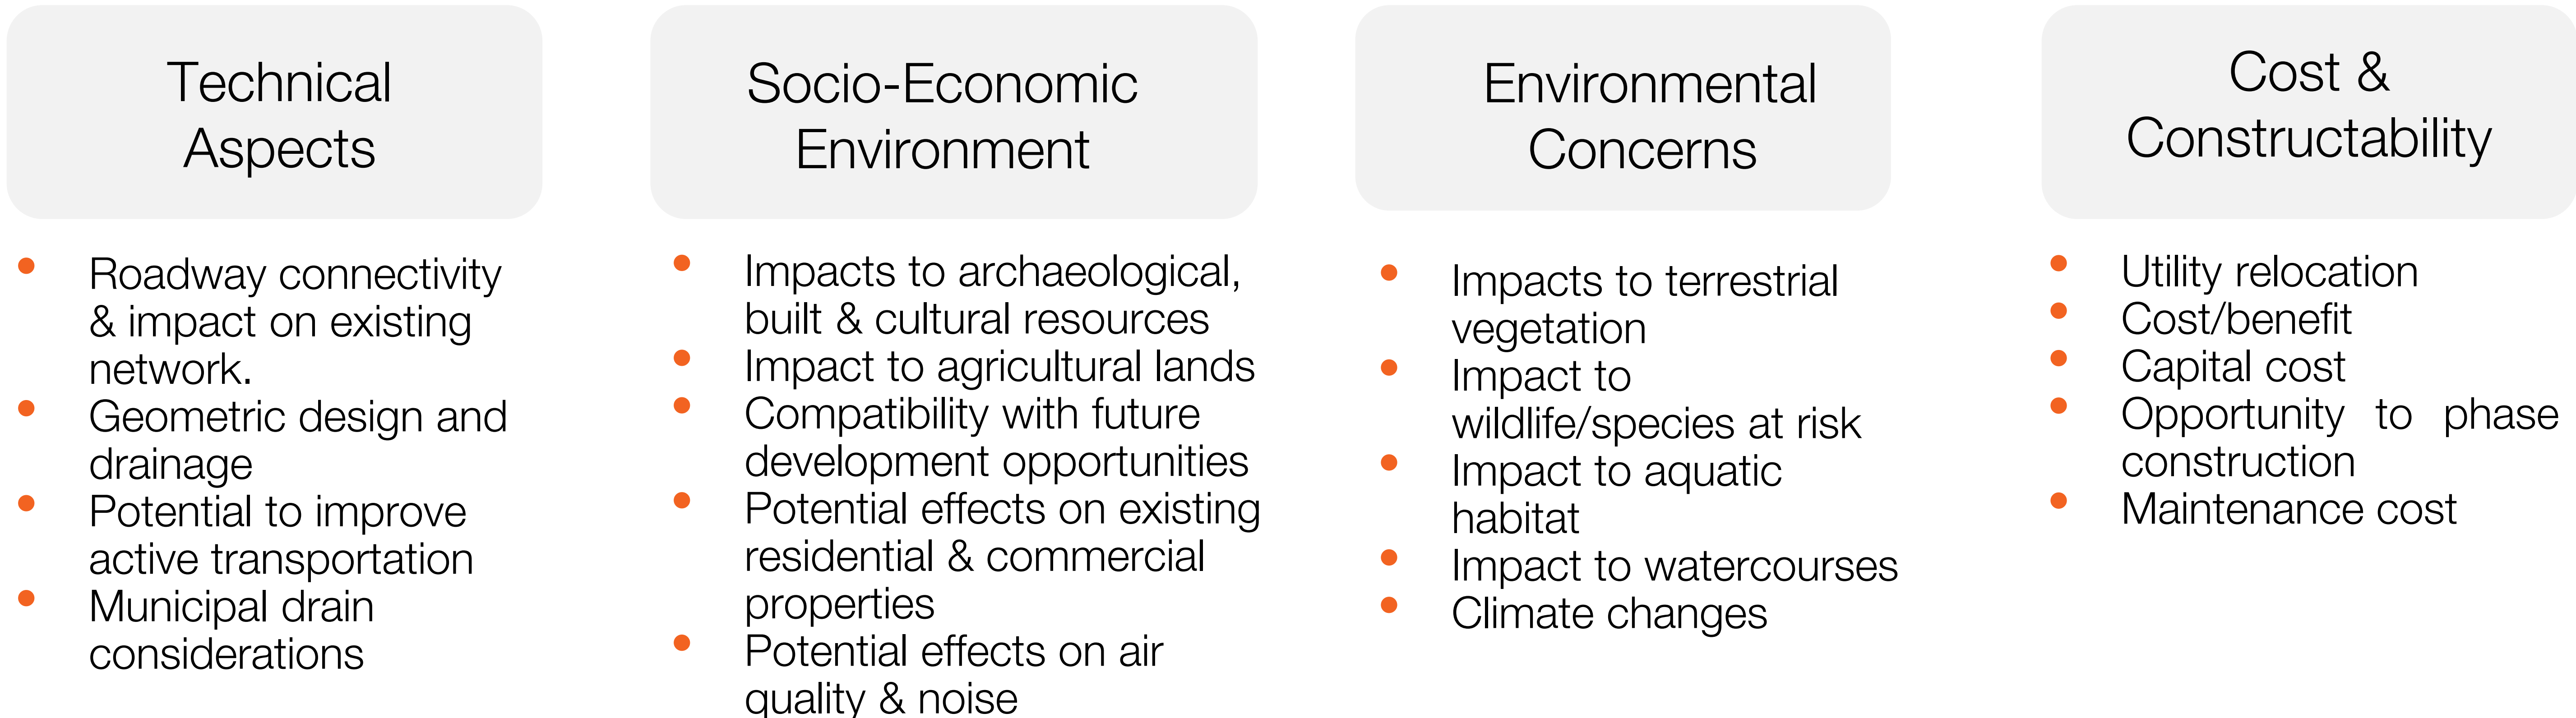 Technical
Aspects
• Roadway connectivity
& impact on existing
network.
• Geometric design and
drainage
• Potential to improve
active transportation
• Municipal drain
considerations
Socio-Economic
Environment
• Impacts to archaeological,
built & cultural resources
• Impact to agricultural lands
• Compatibility with future
development opportunities
• Potential effects on existing
residential & commercial
properties
• Potential effects on air
quality & noise
Environmental
Concerns
• Impacts to terrestrial
vegetation
• Impact to
wildlife/species at risk
• Impact to aquatic
habitat
• Impact to watercourses
• Climate changes
Cost &
Constructability
• Utility relocation
• Cost/benefit
• Capital cost
• Opportunity to phase
construction
• Maintenance cost